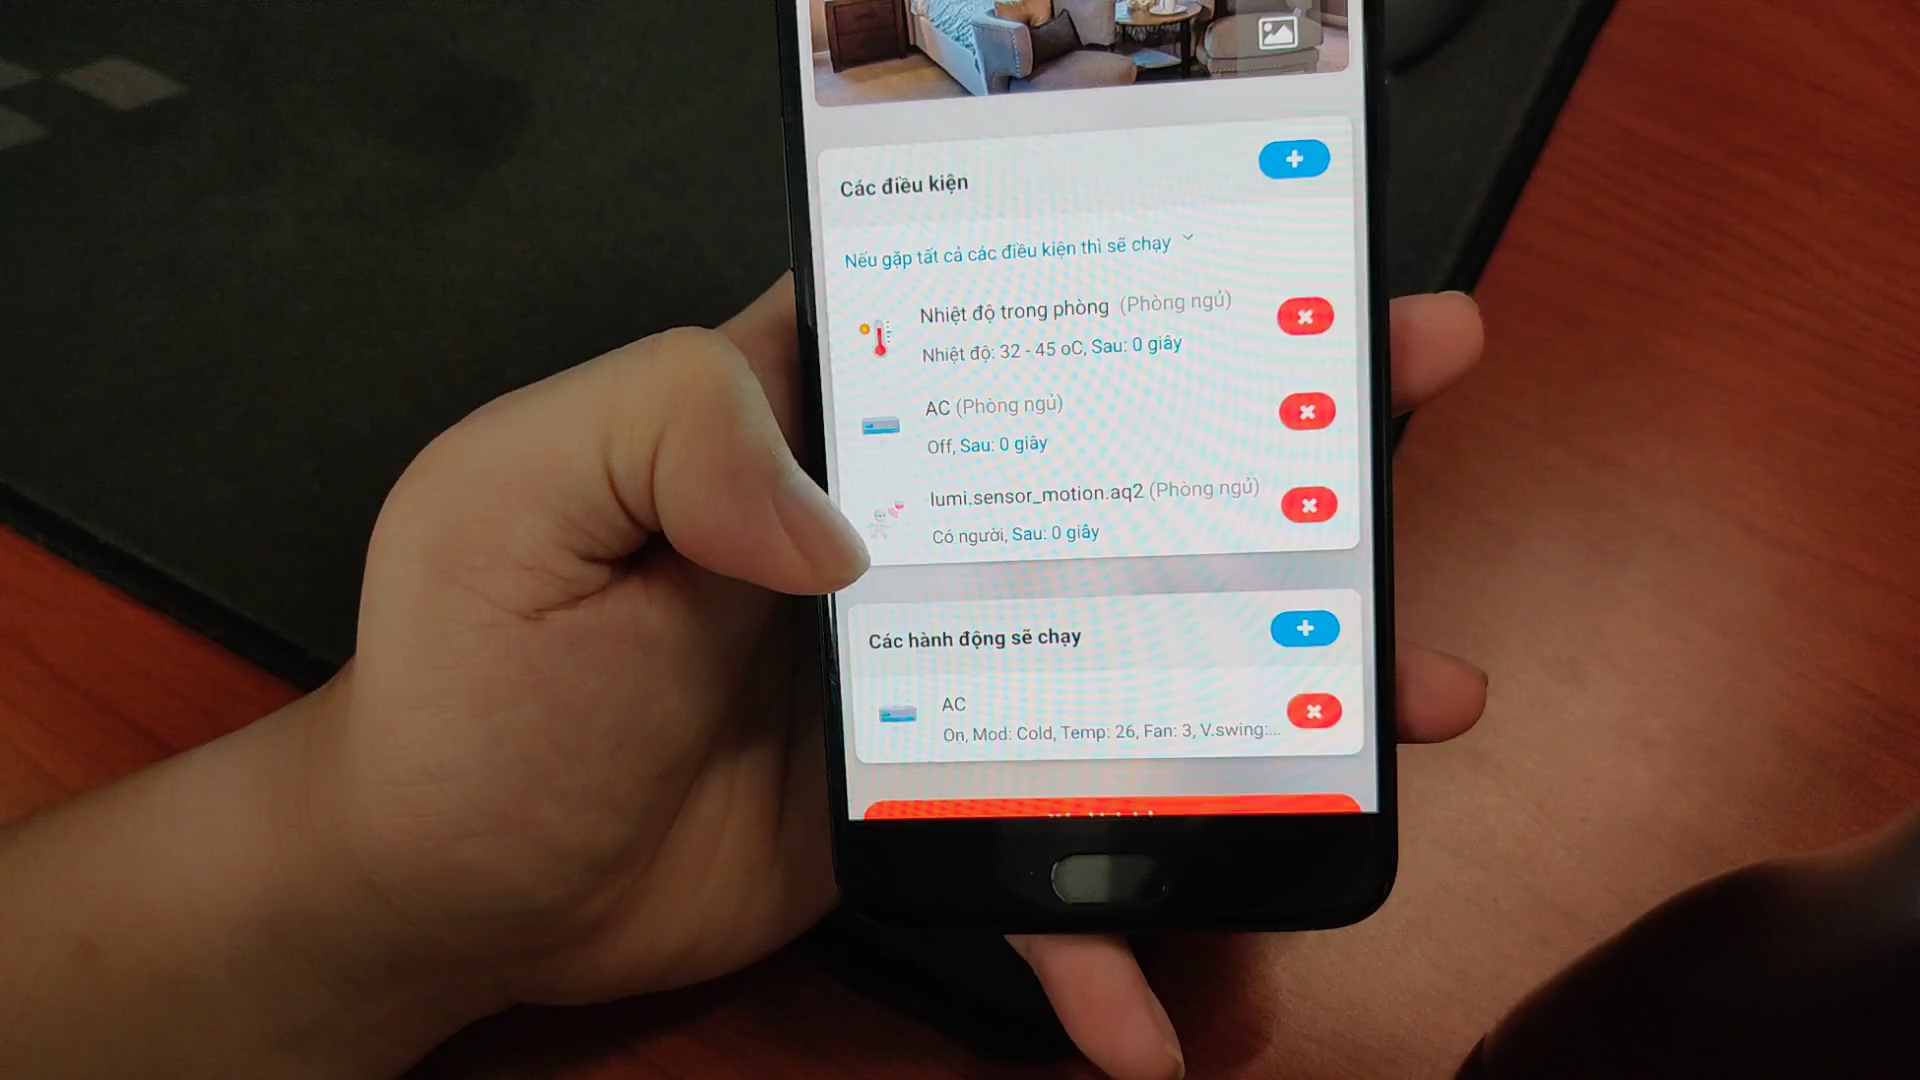 Các điều kiện
Nếu gặp tất cả các điều kiện thì sẽ chạy
Nhiệt độ trong phòng (Phòng ngủ)
Nhiệt độ: 32 - 45 oC, Sau: 0 giây
AC (Phòng ngủ)
Off, Sau: 0 giây
lumi.sensor_motion.aq2 (Phòng ngủ)
Có người, Sau: 0 giây
Các hành động sẽ chạy
AC
On, Mod: Cold, Temp: 26, Fan: 3, V.swing:...